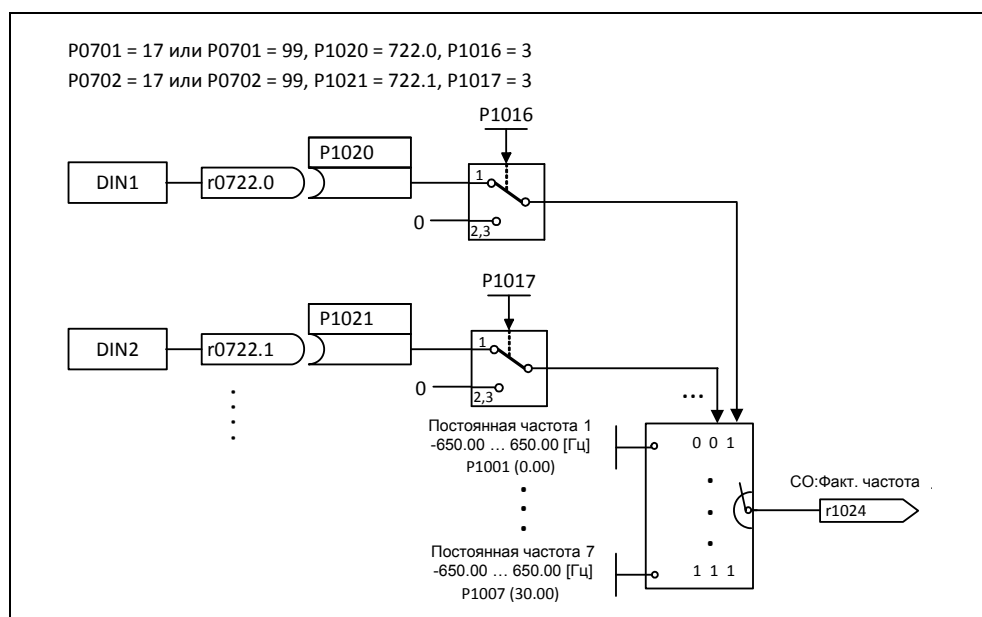 P0701 = 17 или P0701 = 99, P1020 = 722.0, P1016 = 3
P0702 = 17 или P0702 = 99, P1021 = 722.1, P1017 = 3
P1016
P1020
DIN1
r0722.0
1
0
2,3
P1017
P1021
DIN2
r0722.1
1
0
2,3
...
Постоянная частота 1
-650.00 ... 650.00 [Гц]
P1001 (0.00)
0 0 1
CO:Факт. частота
r1024
Постоянная частота 7
-650.00 ... 650.00 [Гц]
P1007 (30.00)
1 1 1